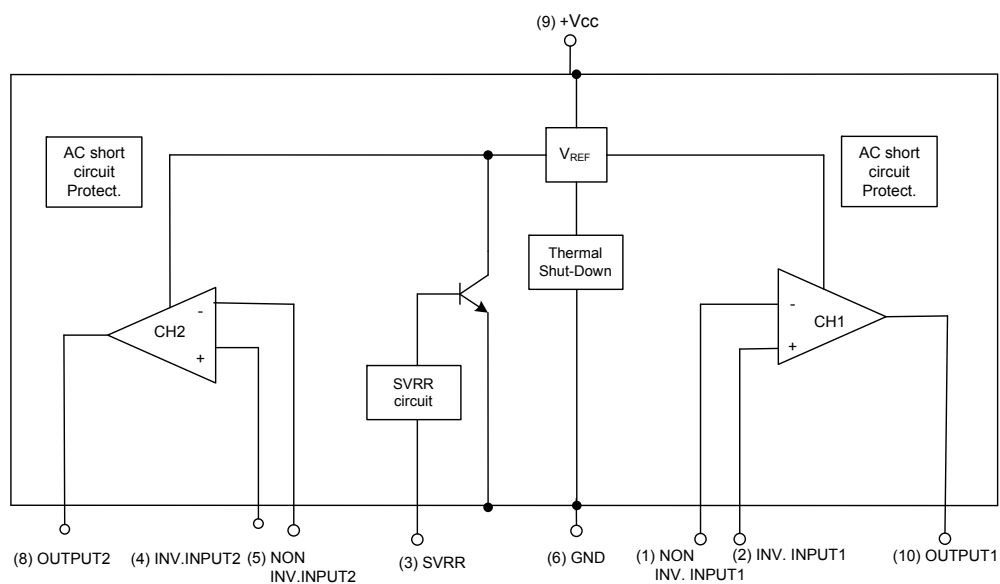 (9) +Vcc
AC short
circuit
Protect.
VREF
AC short
circuit
Protect.
Thermal
Shut-Down
-
CH2
+
-
CH1
+
SVRR
circuit
(8) OUTPUT2
(4) INV.INPUT2
(5) NON
INV.INPUT2
(3) SVRR
(6) GND
(1) NON
INV. INPUT1
(2) INV. INPUT1
(10) OUTPUT1